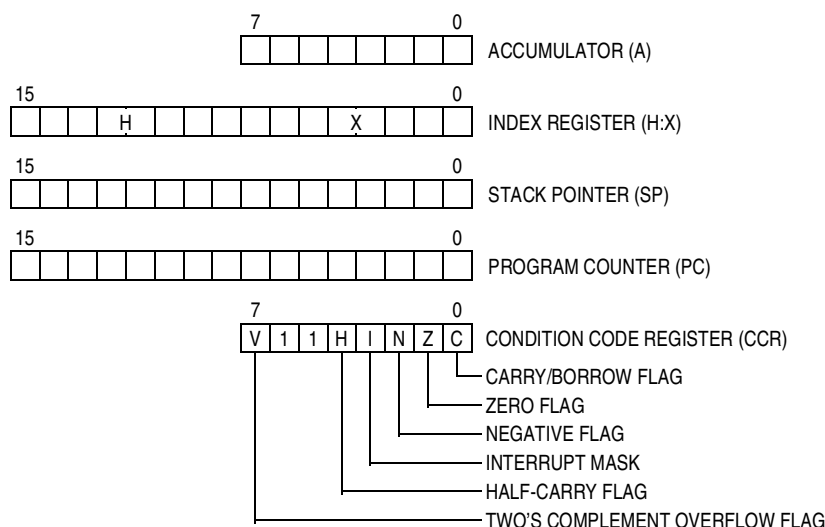 7 0
ACCUMULATOR (A)
15 0
H X INDEX REGISTER (H:X)
15 0
STACK POINTER (SP)
15 0
PROGRAM COUNTER (PC)
7 0
V 1 1 H I N Z C CONDITION CODE REGISTER (CCR)
CARRY/BORROW FLAG
ZERO FLAG
NEGATIVE FLAG
INTERRUPT MASK
HALF-CARRY FLAG
TWO'S COMPLEMENT OVERFLOW FLAG